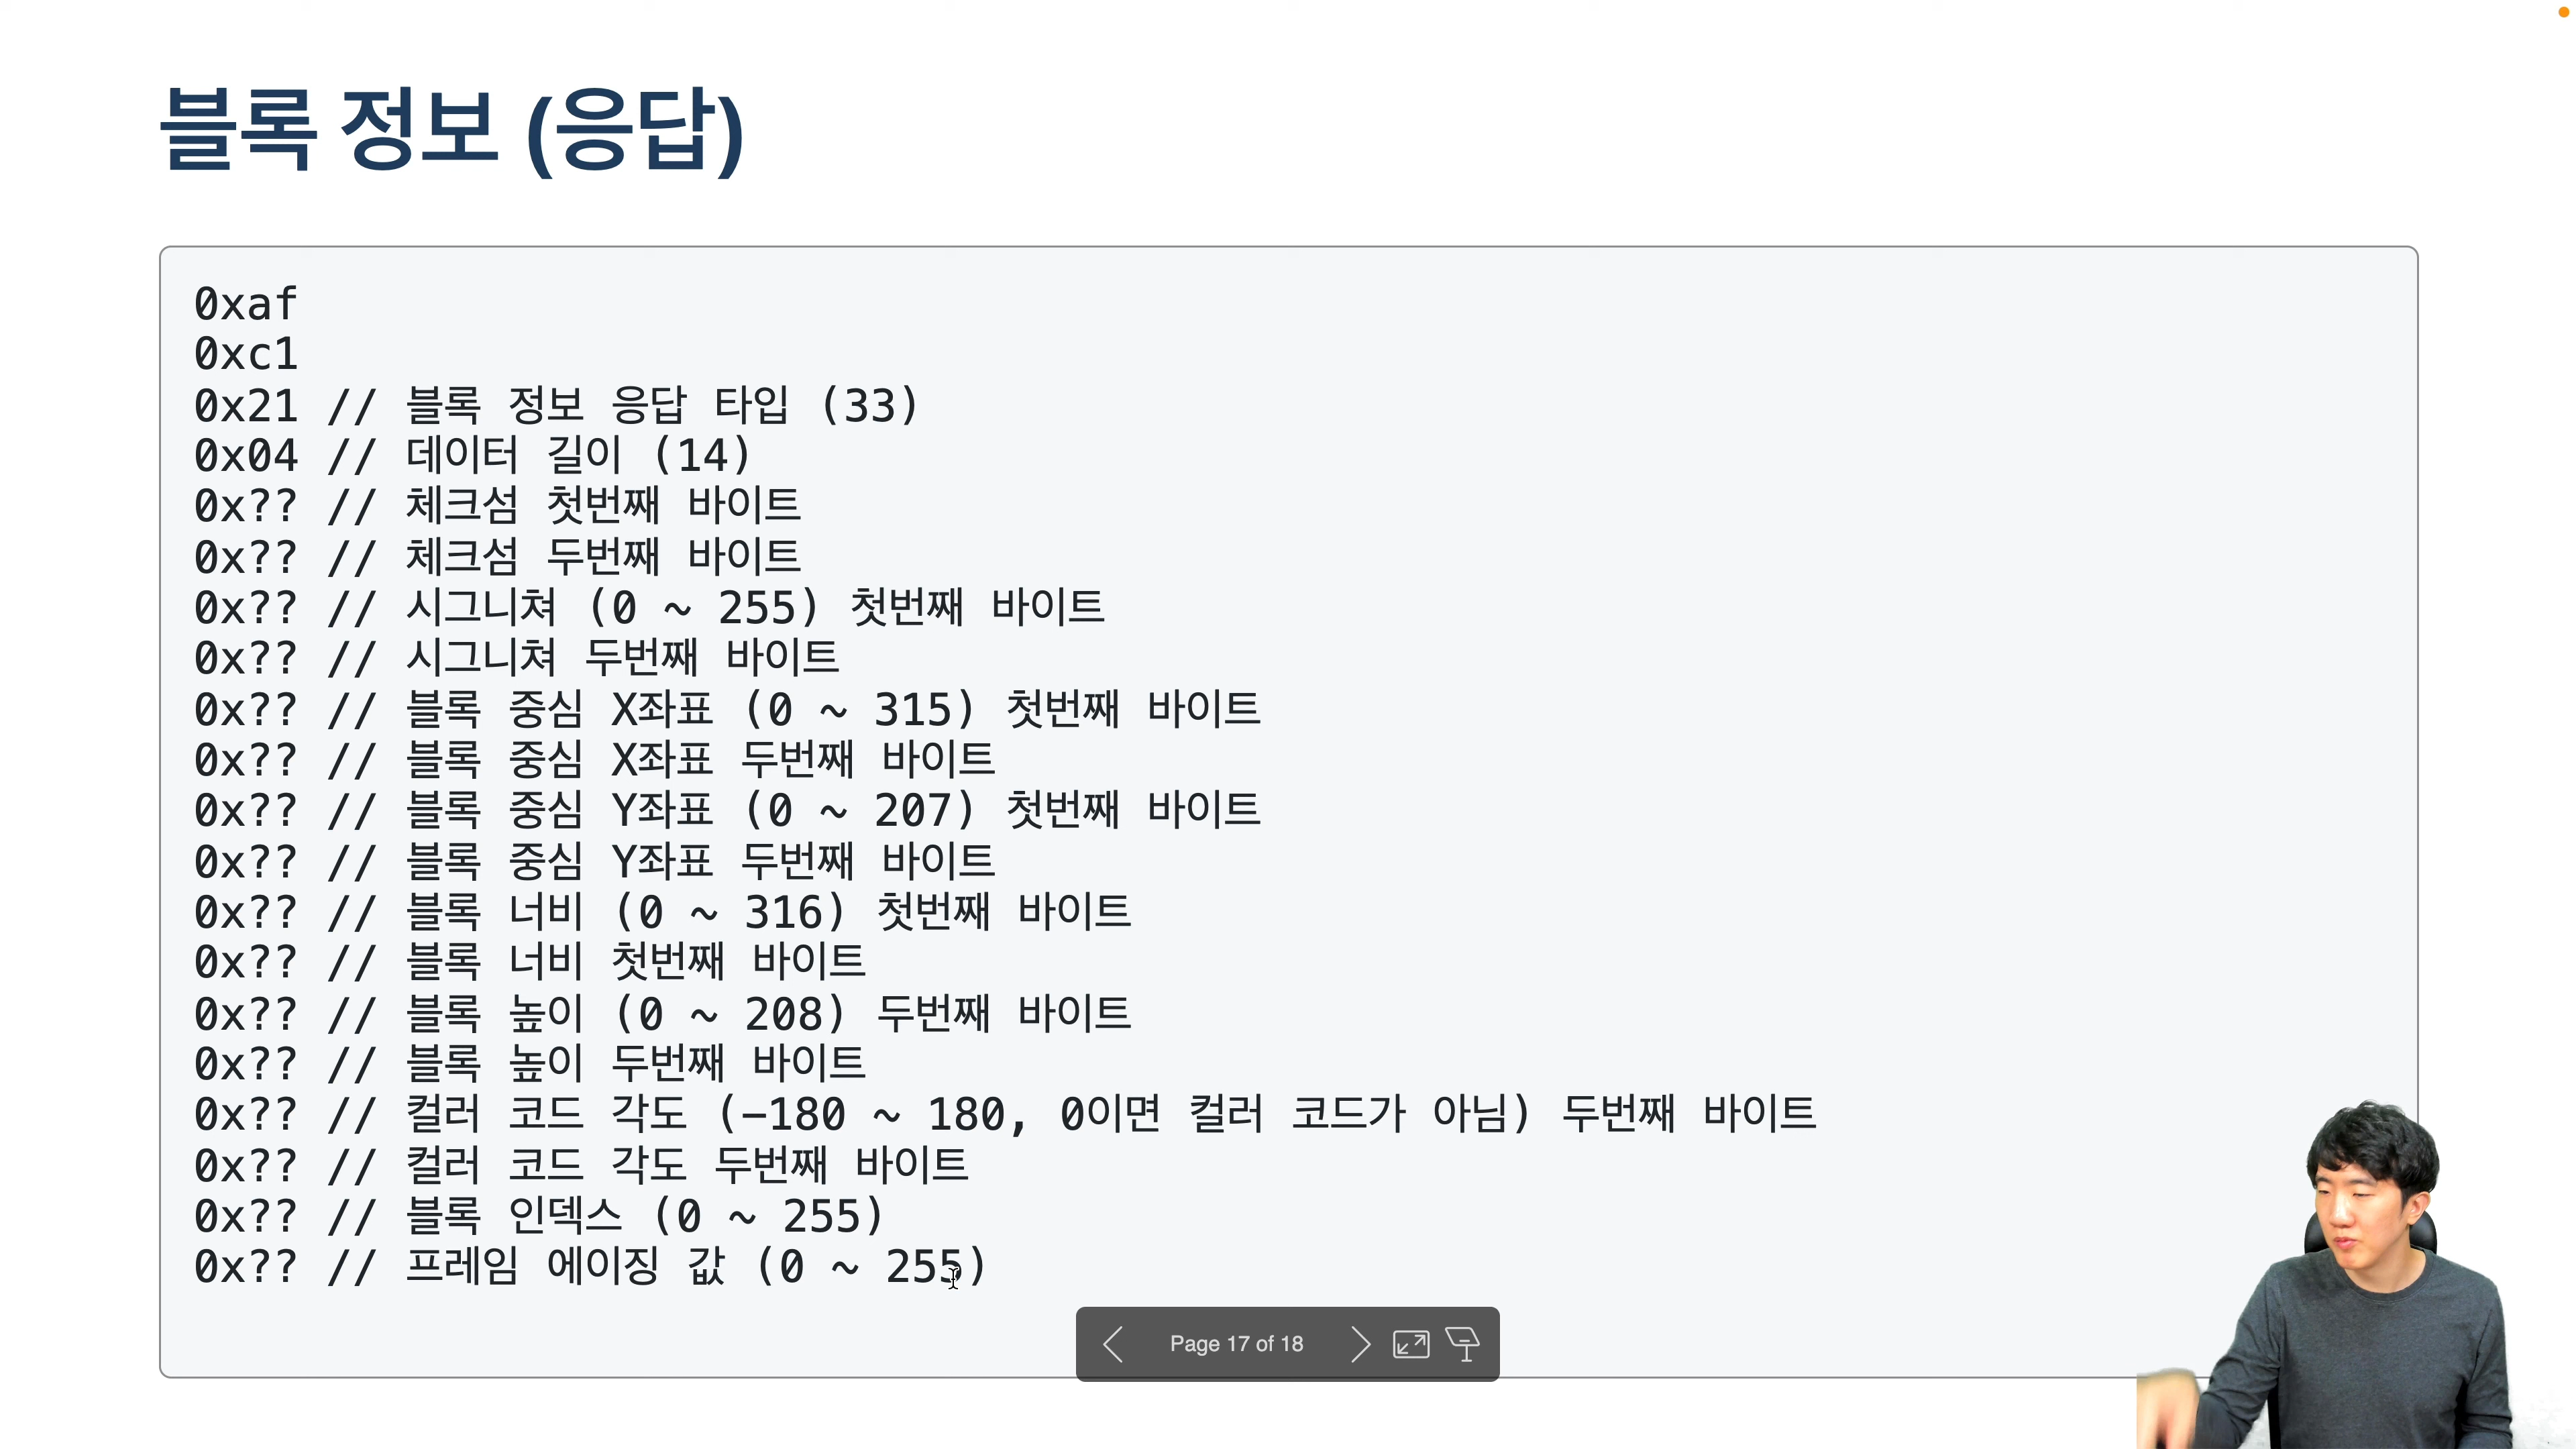 블록 정보 (응답)
0xaf
0xc1
0x21 // 블록 정보 응답 타입 (33)
0x04 // 데이터 길이 (14)
0x?? // 체크섬 첫번째 바이트
0x?? // 체크섬 두번째 바이트
0x?? // 시그니쳐 (0 ~ 255) 첫번째 바이트
0x?? // 시그니쳐 두번째 바이트
0x?? // 블록 중심 X좌표 (0 ~ 315) 첫번째 바이트
0x?? // 블록 중심 X좌표 두번째 바이트
0x?? // 블록 중심 Y좌표 (0 ~ 207) 첫번째 바이트
0x?? // 블록 중심 Y좌표 두번째 바이트
0x?? // 블록 너비 (0 ~ 316) 첫번째 바이트
0x?? // 블록 너비 첫번째 바이트
0x?? // 블록 높이 (0 ~ 208) 두번째 바이트
0x?? // 블록 높이 두번째 바이트
0x?? // 컬러 코드 각도 (-180 ~ 180, 0이면 컬러 코드가 아님) 두번째 바이트
0x?? // 컬러 코드 각도 두번째 바이트
0x?? // 블록 인덱스 (0 ~ 255)
0x?? // 프레임 에이징 값 (0 ~ 255)
Page 17 of 18